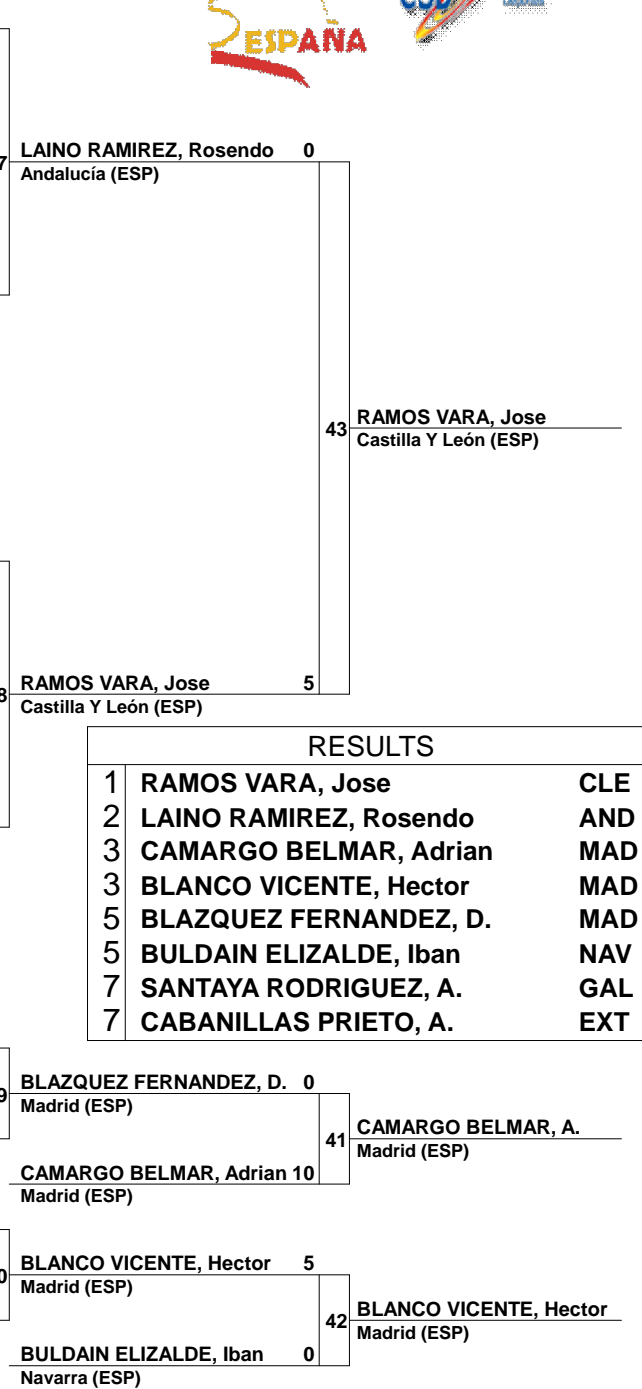 ESPAÑA
7
LAINO RAMIREZ, Rosendo 0
Andalucía (ESP)
43
RAMOS VARA, Jose
Castilla Y León (ESP)
8
RAMOS VARA, Jose 5
Castilla Y León (ESP)
RESULTS
1 RAMOS VARA, Jose CLE
2 LAINO RAMIREZ, Rosendo AND
3 CAMARGO BELMAR, Adrian MAD
3 BLANCO VICENTE, Hector MAD
5 BLAZQUEZ FERNANDEZ, D. MAD
5 BULDAIN ELIZALDE, Iban NAV
7 SANTAYA RODRIGUEZ, A. GAL
7 CABANILLAS PRIETO, A. EXT
9
BLAZQUEZ FERNANDEZ, D. 0
Madrid (ESP)
41
CAMARGO BELMAR, A.
Madrid (ESP)
CAMARGO BELMAR, Adrian 10
Madrid (ESP)
0
BLANCO VICENTE, Hector 5
Madrid (ESP)
42
BLANCO VICENTE, Hector
Madrid (ESP)
BULDAIN ELIZALDE, Iban 0
Navarra (ESP)